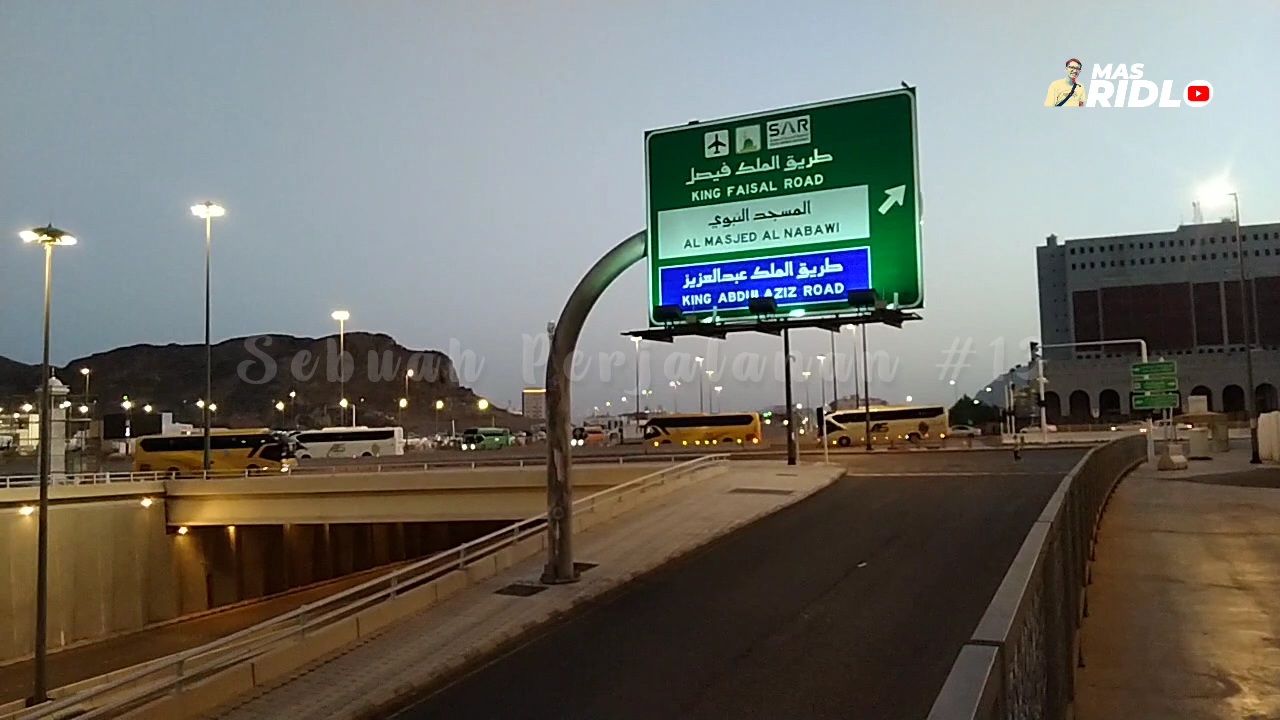 MAS
RIDLO
SAR
طريق الملك فيصل
KING FAISAL ROAD
المسجد النبوي
AL MASJED AL NABAWI
طريق الملك عبدالعزيز
KING ABDULAZIZ ROAD
Sebuah Perjalanan